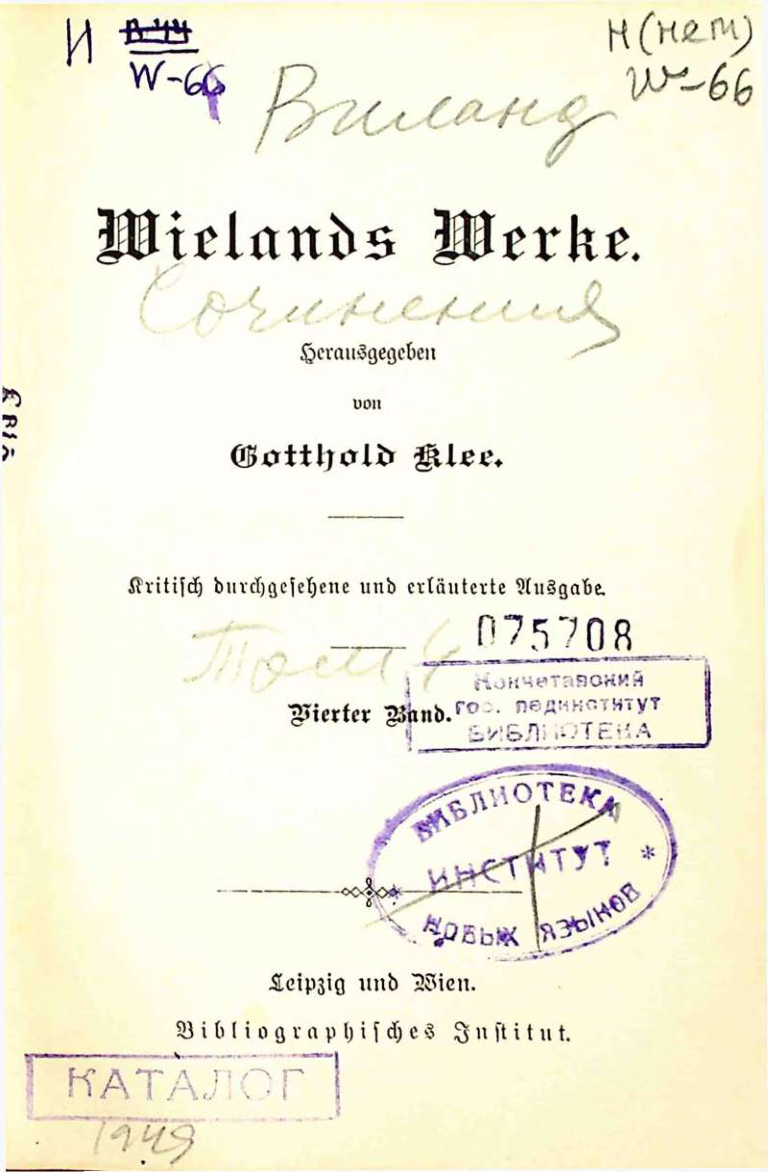 И В-44 Н (нем)
W-66 W-66
Виланд
Wielands Werke.
Сочинения
Herausgegeben
von
Gotthold Klee.
Kritisch durchgesehene und erläuterte Ausgabe.
075708
Том 4
Кокчетавский
гос. пединститут
БИБЛИОТЕКА
Vierter Band.
БИБЛИОТЕКА
* ИНСТИТУТ *
НОВЫХ ЯЗЫКОВ
Leipzig und Wien.
Bibliographisches Institut.
КАТАЛОГ
1949